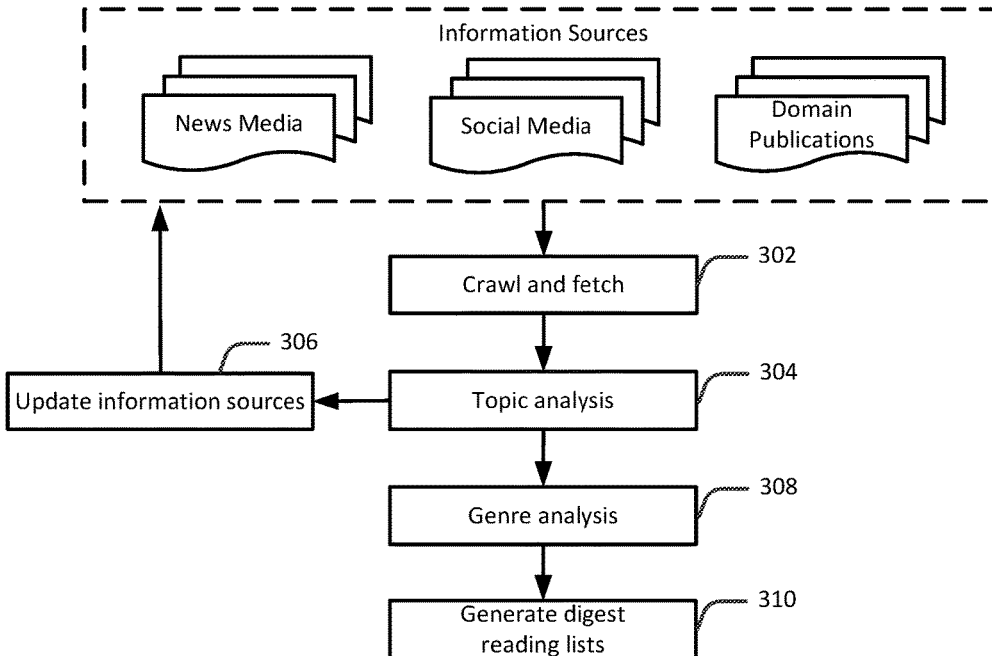 Information Sources
News Media
Social Media
Domain
Publications
302
Crawl and fetch
306
304
Update information sources
Topic analysis
308
Genre analysis
310
Generate digest
reading lists